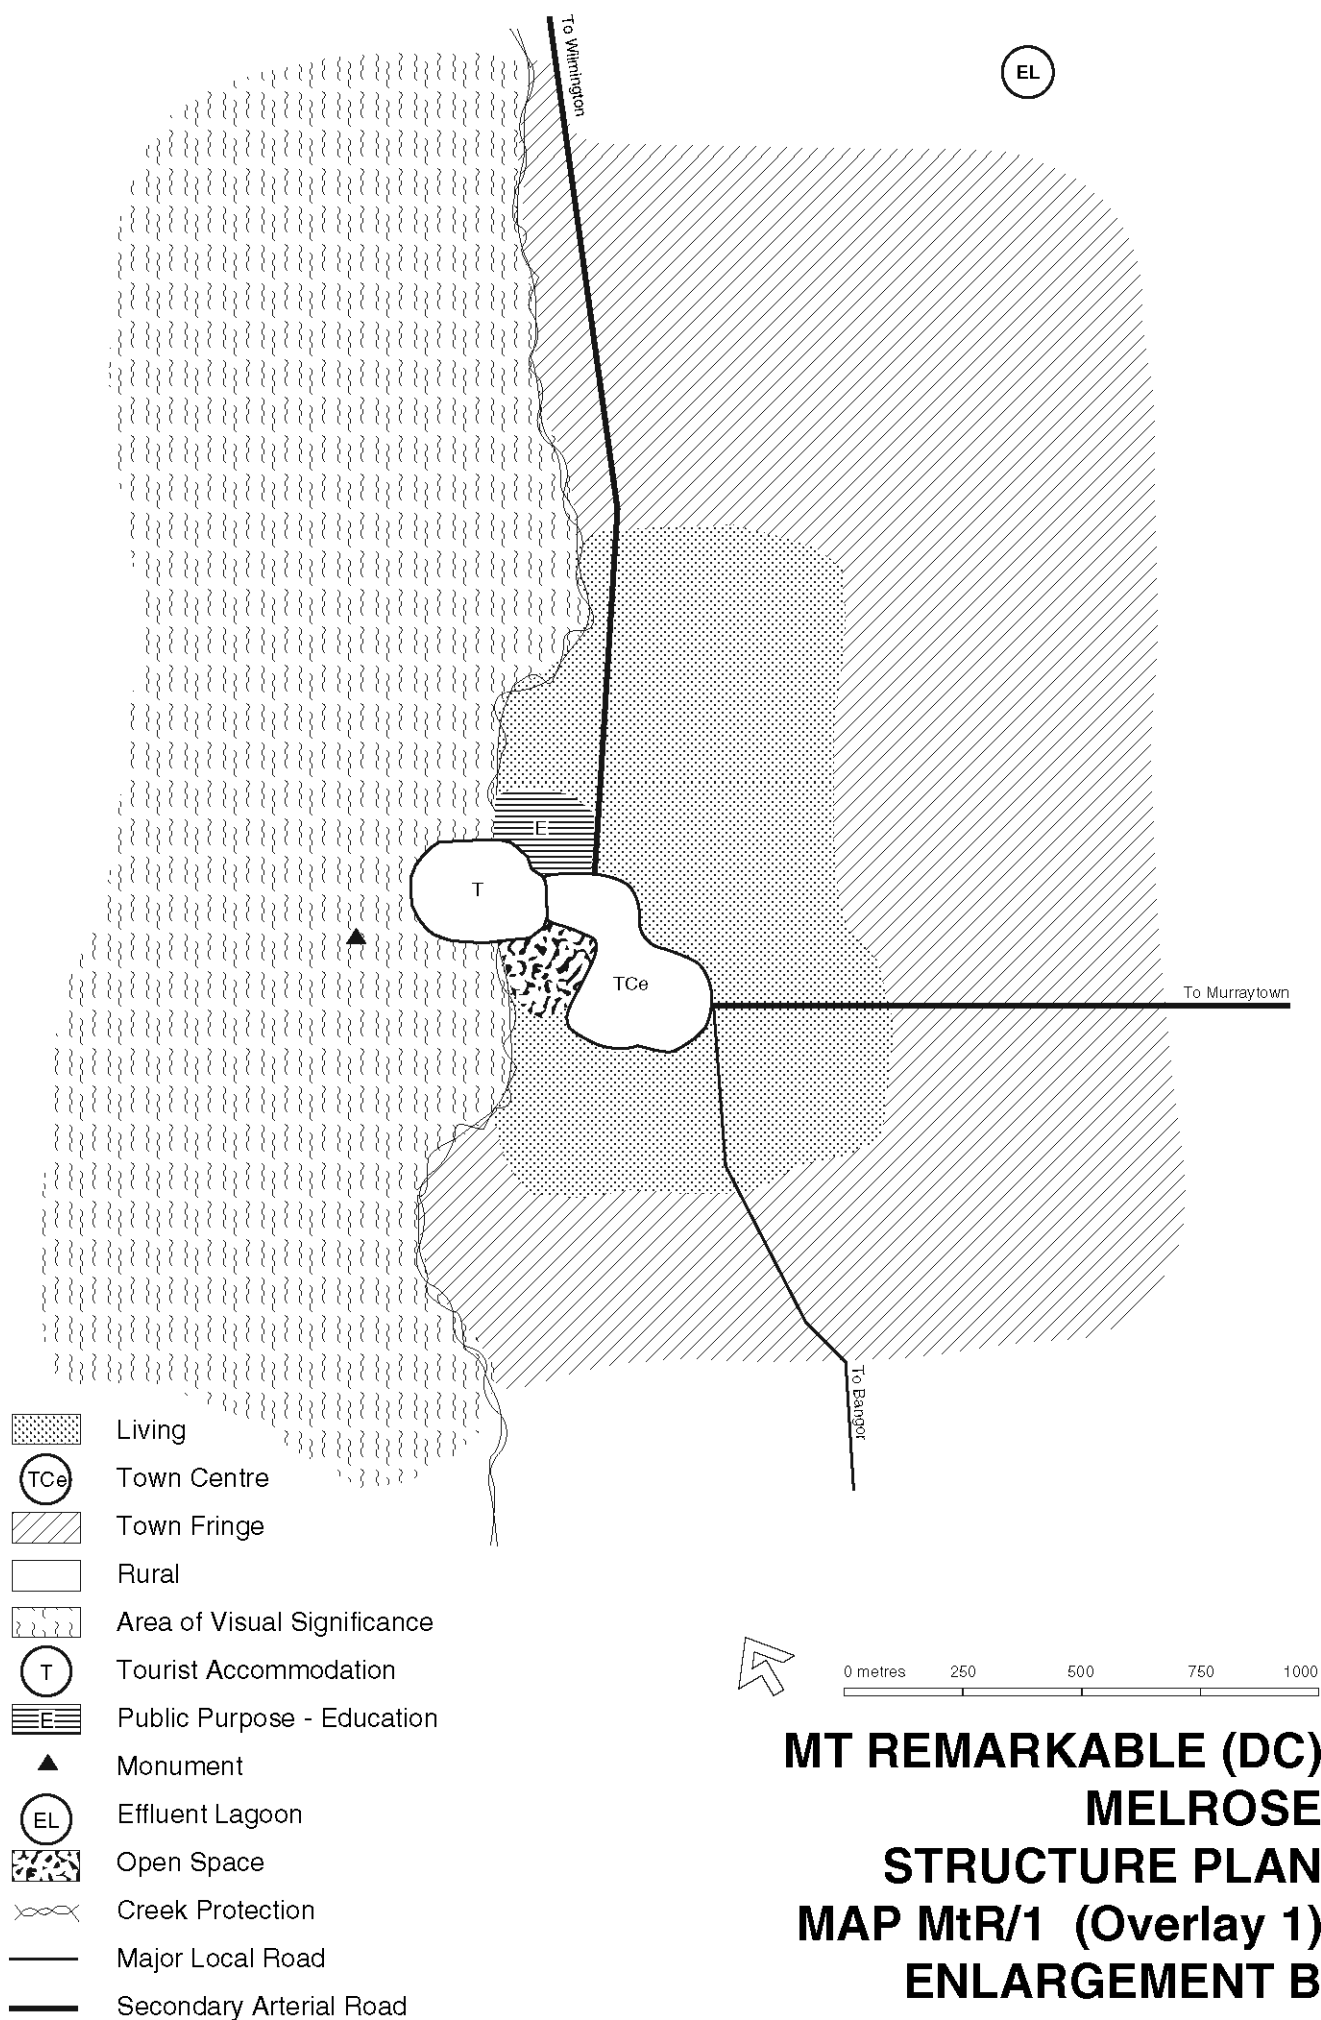 To Wilmington
EL
E
T
TCe
To Murraytown
To Bangor
Living
TCe Town Centre
Town Fringe
Rural
Area of Visual Significance
T Tourist Accommodation
E Public Purpose - Education
Monument
EL Effluent Lagoon
Open Space
Creek Protection
Major Local Road
Secondary Arterial Road
0 metres 250 500 750 1000
MT REMARKABLE (DC)
MELROSE
STRUCTURE PLAN
MAP MtR/1 (Overlay 1)
ENLARGEMENT B